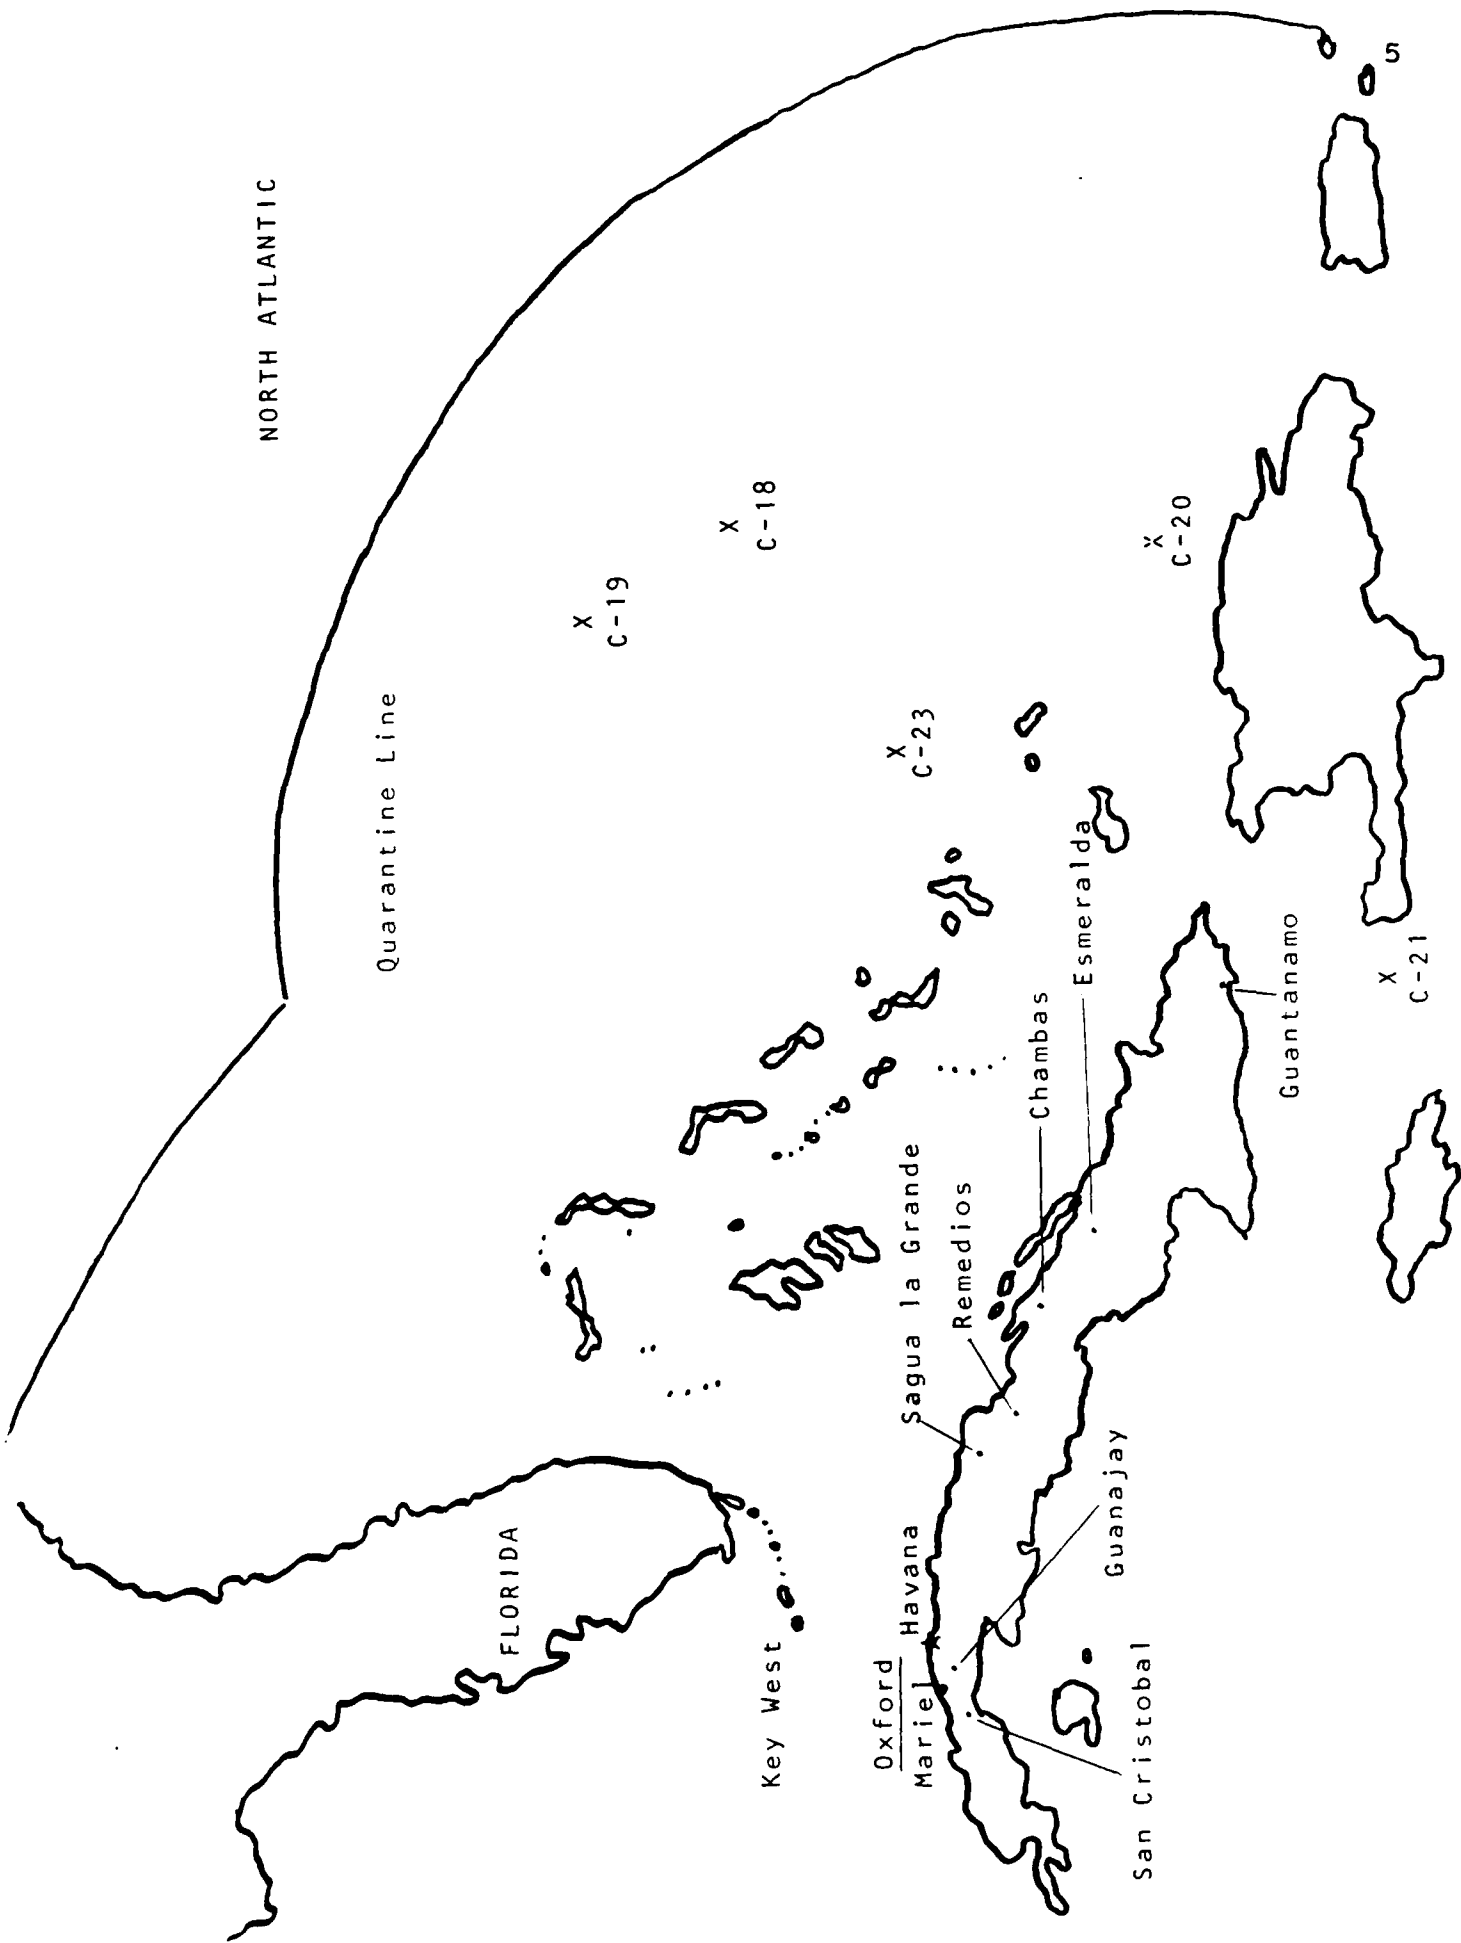 NORTH ATLANTIC
Quarantine Line
X
C-19
X
C-18
X
C-23
X
C-20
X
C-21
FLORIDA
Key West
Oxford
Mariel
Havana
Sagua la Grande
Remedios
Chambas
Esmeralda
Guanajay
San Cristobal
Guantanamo
5